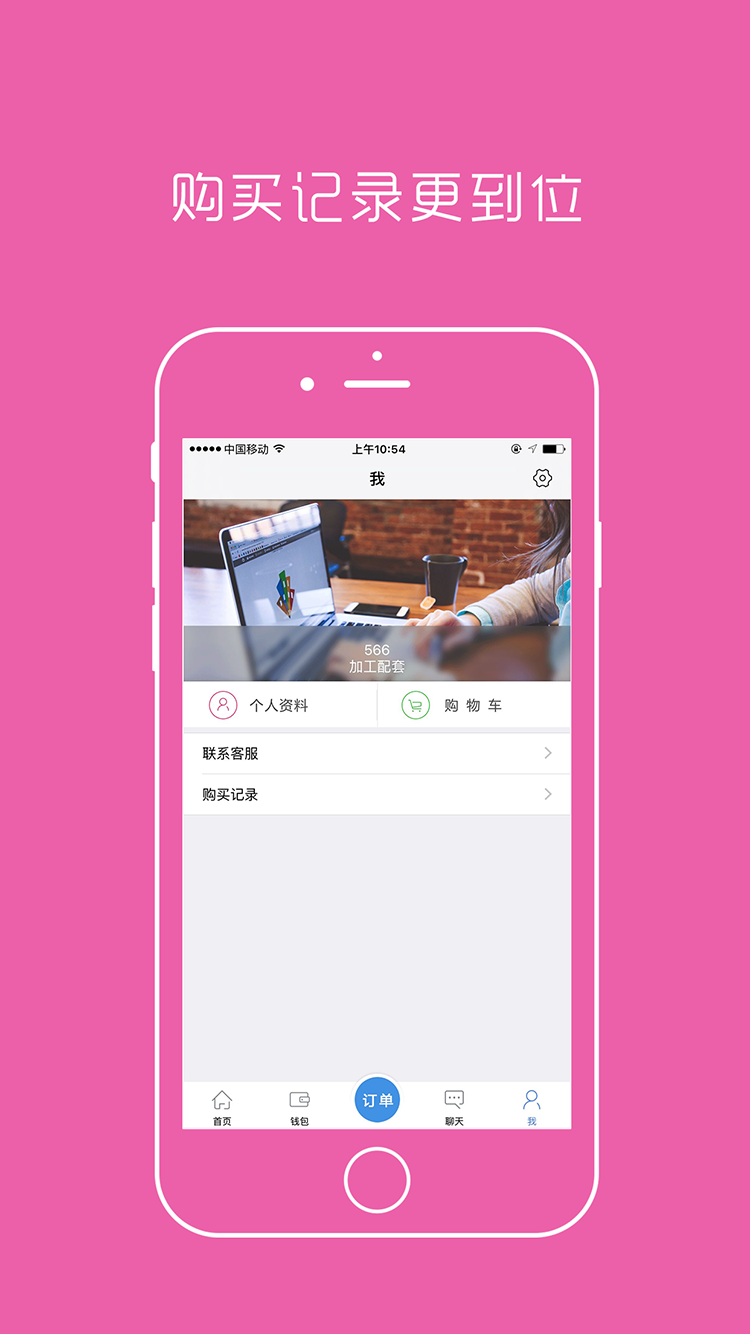 购买记录更到位
中国移动 上午10:54
我
566
加工配套
个人资料 购物车
联系客服
购买记录
首页 钱包 订单 聊天 我